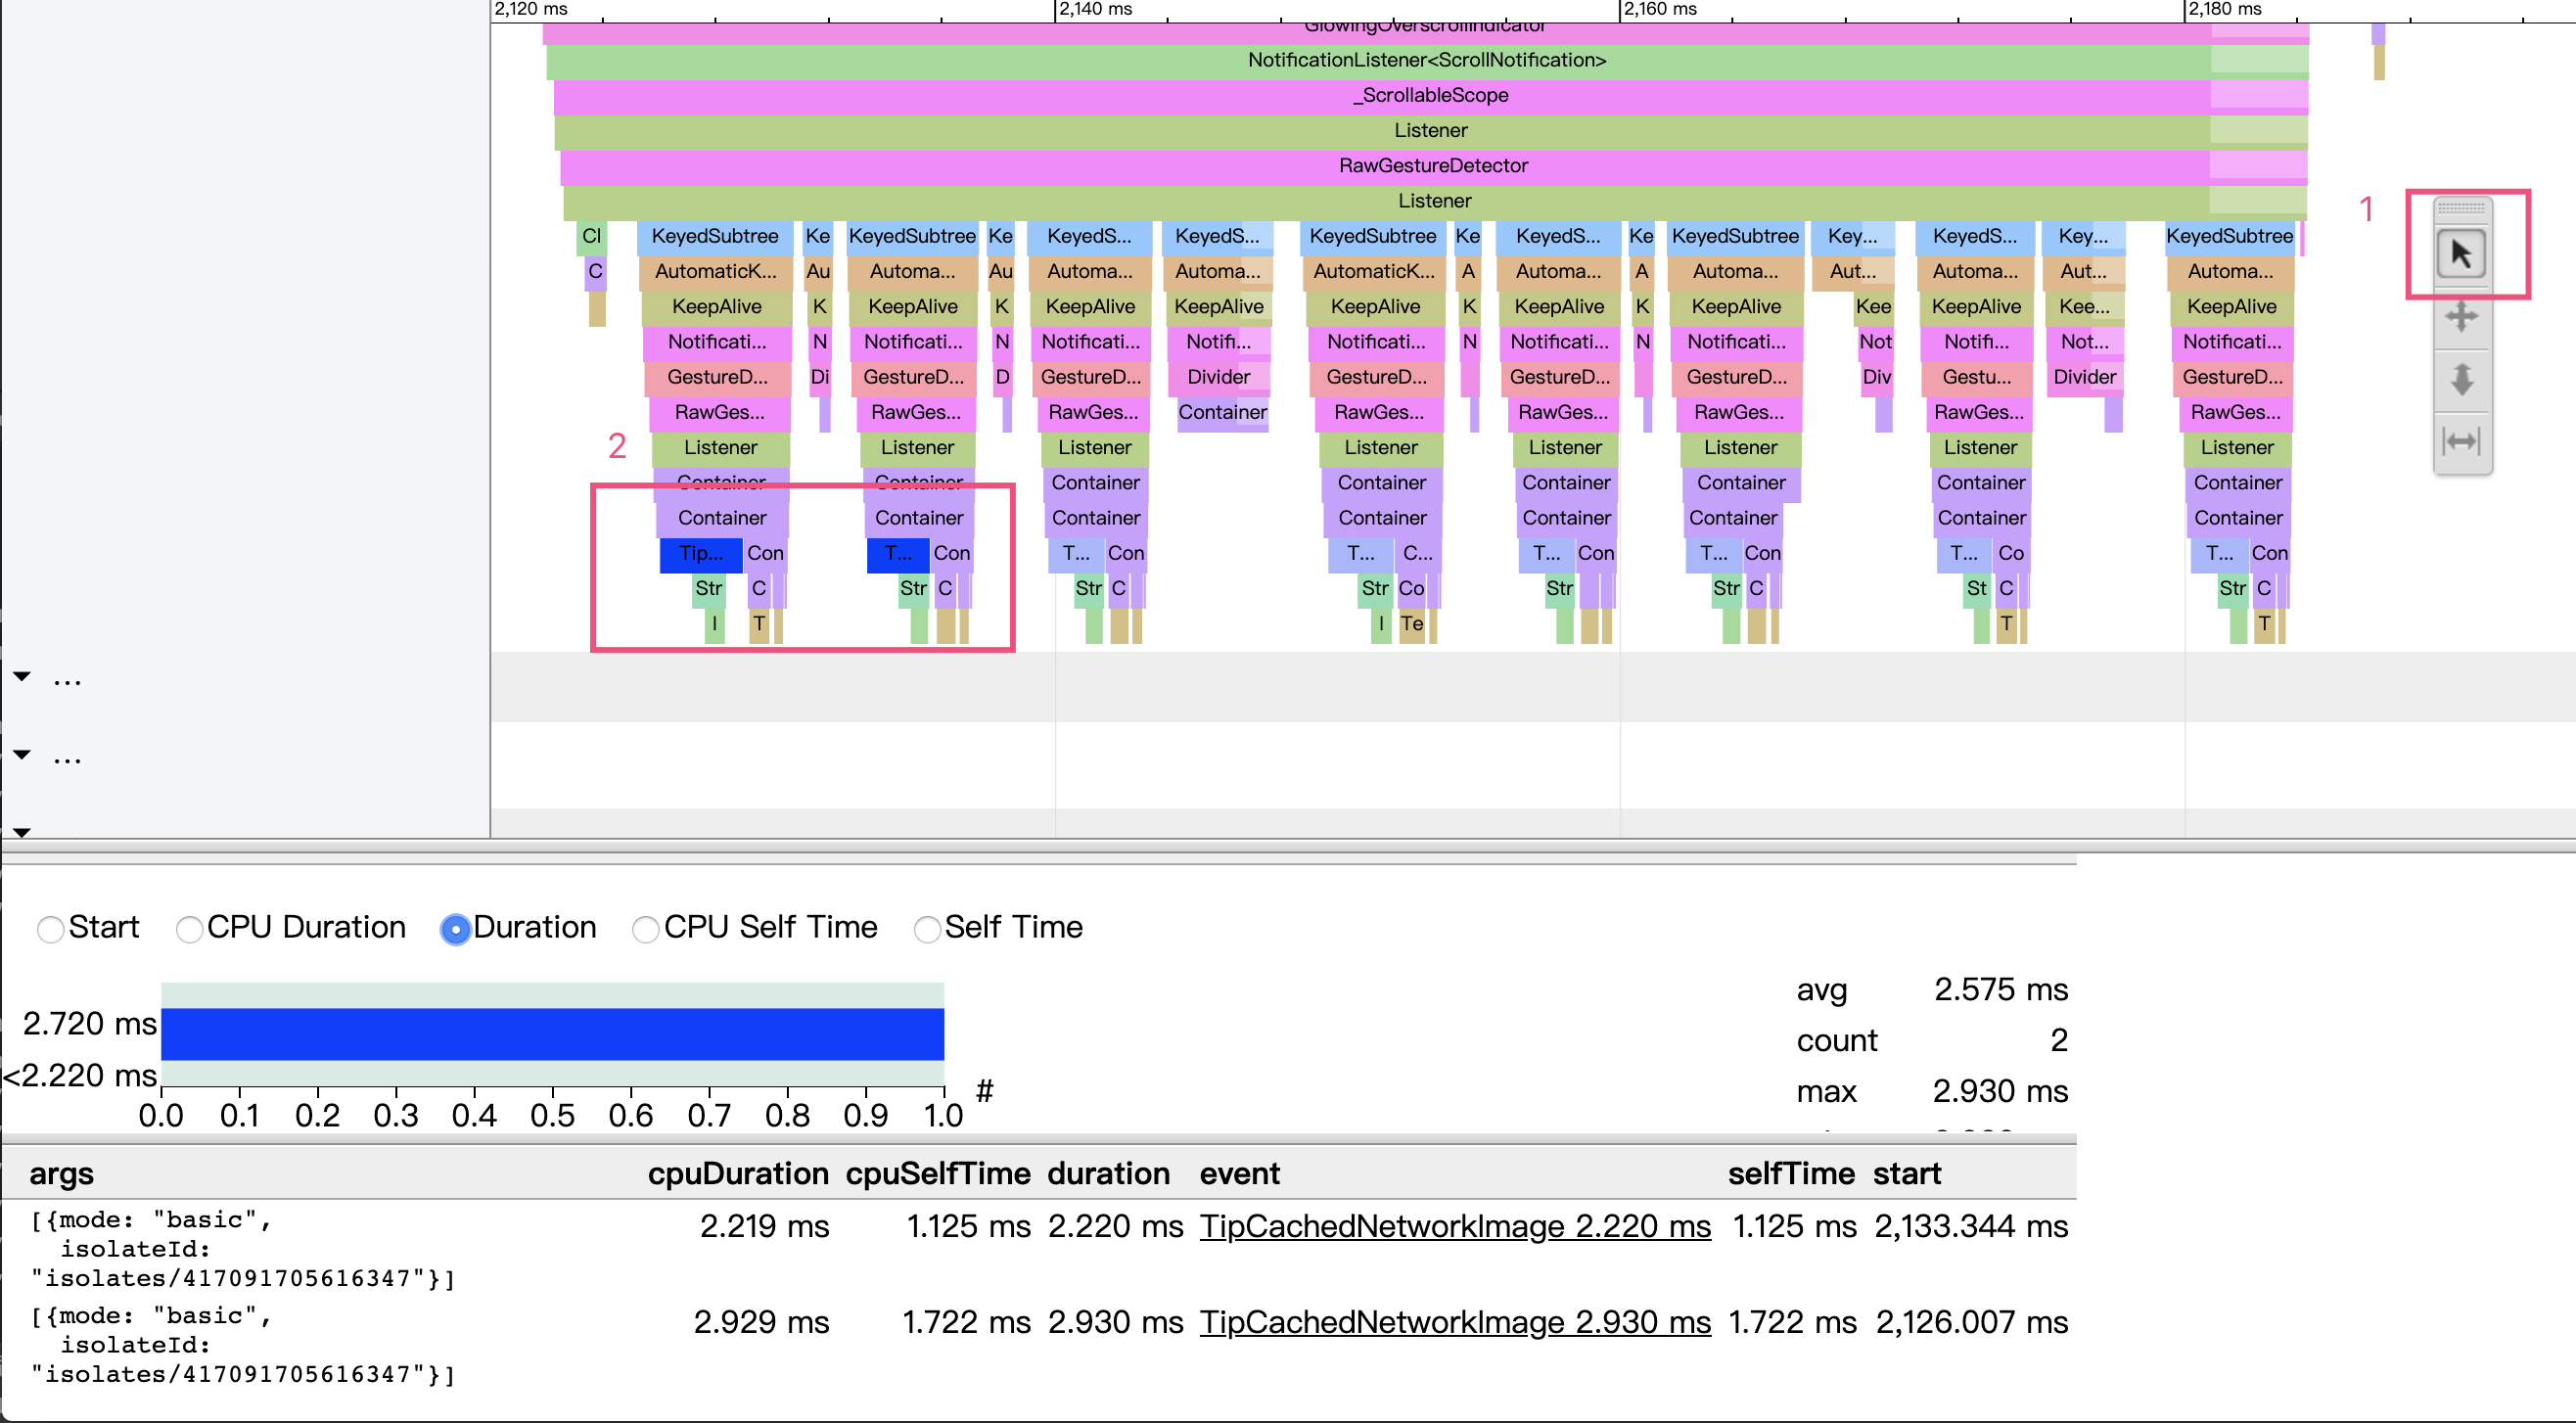 2,120 ms 2,140 ms 2,160 ms 2,180 ms
GlowingOverscrollIndicator
NotificationListener<ScrollNotification>
_ScrollableScope
Listener
RawGestureDetector
Listener
1
Cl KeyedSubtree Ke KeyedSubtree Ke KeyedS... KeyedS... KeyedSubtree Ke KeyedS... Ke KeyedSubtree Key... KeyedS... Key... KeyedSubtree
C AutomaticK... Au Automa... Au Automa... Automa... AutomaticK... A Automa... A Automa... Aut... Automa... Aut... Automa...
KeepAlive K KeepAlive K KeepAlive KeepAlive KeepAlive K KeepAlive K KeepAlive Kee KeepAlive Kee... KeepAlive
Notificati... N Notificati... N Notificati... Notifi... Notificati... N Notificati... N Notificati... Not Notifi... Not... Notificati...
GestureD... Di GestureD... D GestureD... Divider GestureD... GestureD... GestureD... Div Gestu... Divider GestureD...
RawGes... RawGes... RawGes... Container RawGes... RawGes... RawGes... RawGes... RawGes...
2
Listener Listener Listener Listener Listener Listener Listener Listener
Container Container Container Container Container Container Container Container
Container Container Container Container Container Container Container Container
Tip... Con T... Con T... Con T... C... T... Con T... Con T... Co T... Con
Str C Str C Str C Str Co Str Str C St C Str C
I T I Te T T
...
...
Start CPU Duration Duration CPU Self Time Self Time
2.720 ms
<2.220 ms
0.0 0.1 0.2 0.3 0.4 0.5 0.6 0.7 0.8 0.9 1.0 #
avg 2.575 ms
count 2
max 2.930 ms
args cpuDuration cpuSelfTime duration event selfTime start
[{mode: "basic",
isolateId:
"isolates/417091705616347"}]
2.219 ms 1.125 ms 2.220 ms TipCachedNetworkImage 2.220 ms 1.125 ms 2,133.344 ms
[{mode: "basic",
isolateId:
"isolates/417091705616347"}]
2.929 ms 1.722 ms 2.930 ms TipCachedNetworkImage 2.930 ms 1.722 ms 2,126.007 ms